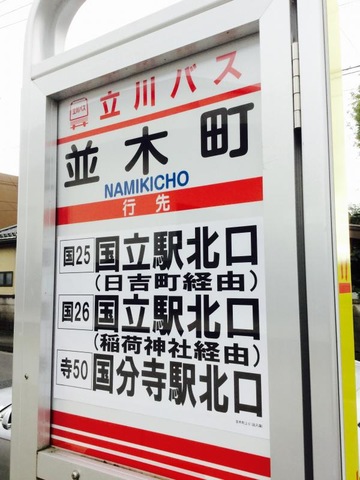 立川バス
並木町
NAMIKICHO
行先
国25 国立駅北口
(日吉町経由)
国26 国立駅北口
(稲荷神社経由)
寺50 国分寺駅北口